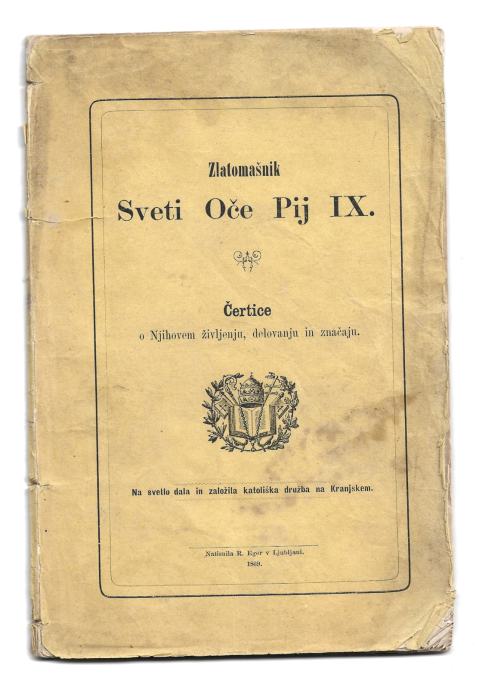 Zlatomašnik
Sveti Oče Pij IX.
Čertice
o Njihovem življenju, delovanju in značaju.
Na svetlo dala in založila katoliška družba na Kranjskem.
Natisnila R. Eger v Ljubljani.
1869.